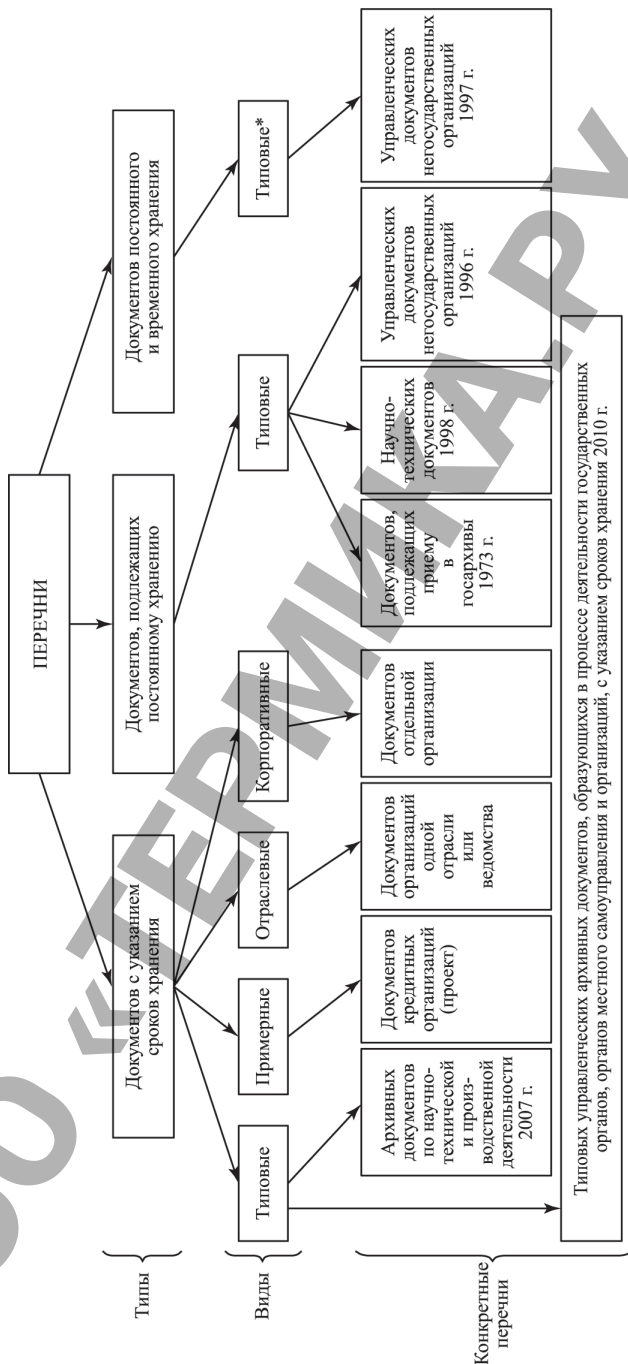 ПЕРЕЧНИ
Типы
Документов с указанием
сроков хранения
Документов, подлежащих
постоянному хранению
Документов постоянного
и временного хранения
Виды
Типовые
Примерные
Отраслевые
Корпоративные
Типовые
Типовые*
Конкретные
перечни
Архивных
документов
по научно-
технической
и произ-
водственной
деятельности
2007 г.
Документов
кредитных
организаций
(проект)
Документов
организаций
одной
отрасли
или
ведомства
Документов
отдельной
организации
Документов,
подлежащих
приему
в
госархивы
1973 г.
Научно-
технических
документов
1998 г.
Управленческих
документов
негосударственных
организаций
1996 г.
Управленческих
документов
негосударственных
организаций
1997 г.
Типовых управленческих архивных документов, образующихся в процессе деятельности государственных
органов, органов местного самоуправления и организаций, с указанием сроков хранения 2010 г.
ОО «ТЕРМИКА.РУ